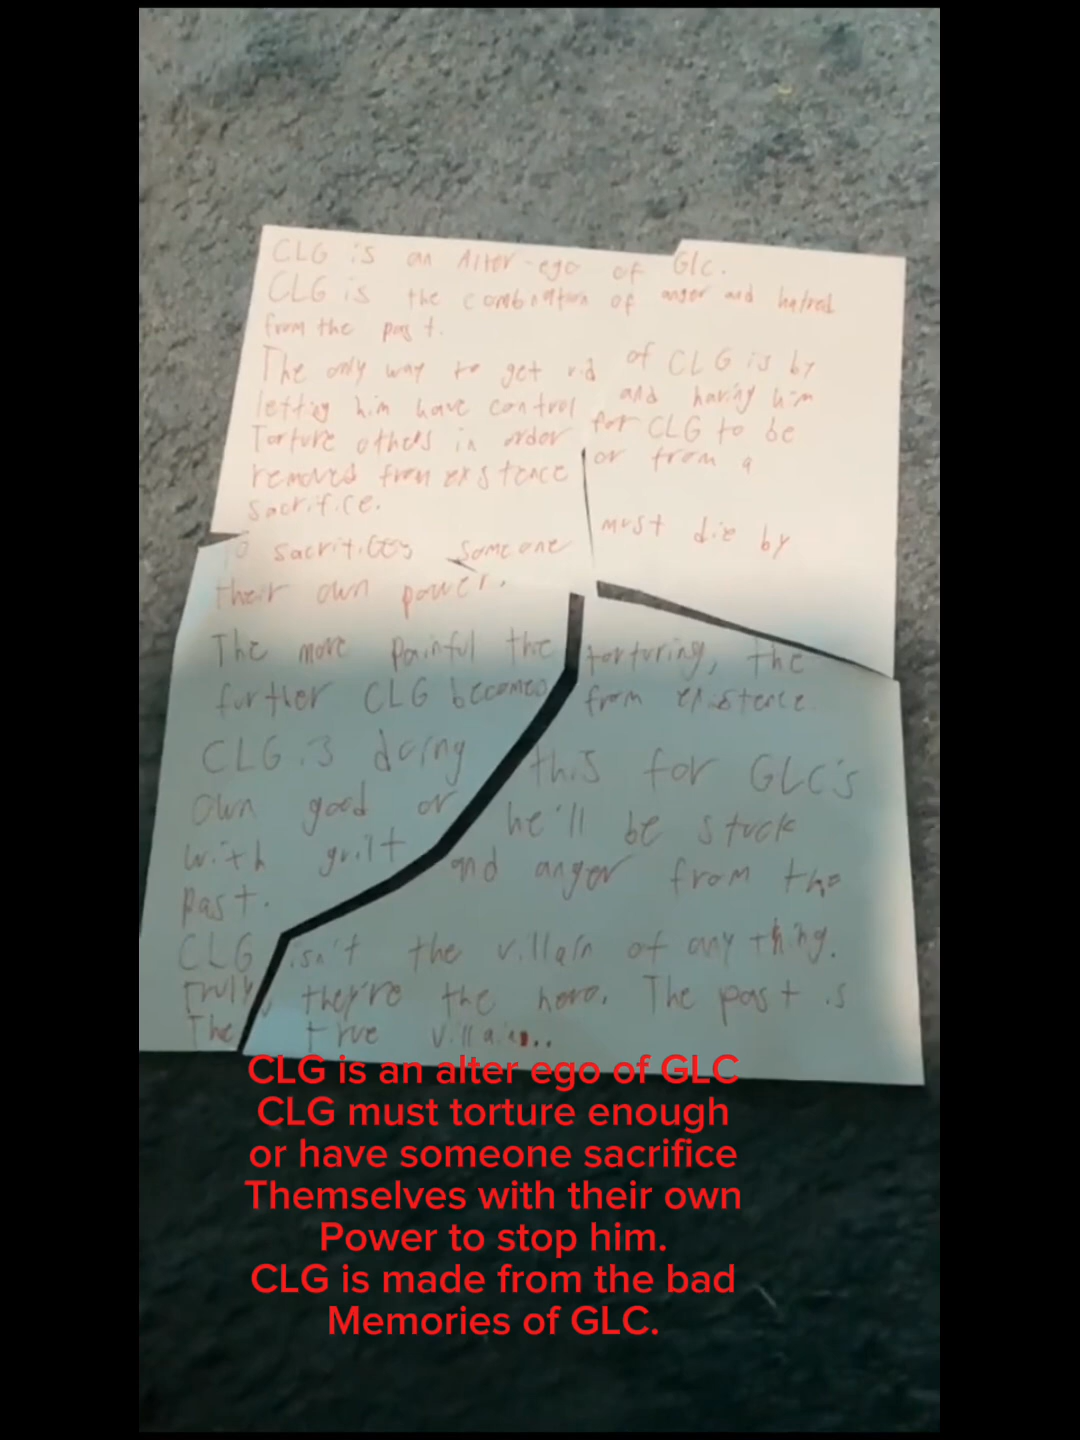 CLG is an Alter-ego of Glc.
CLG is the combination of anger and hatred
from the past.
The only way to get rid of CLG is by
letting him have control and having him
Torture others in order for CLG to be
removed from existence or from a
sacrifice.
sacrifices someone must die by
their own power.
The more painful the torturing, the
further CLG becomes from existence.
CLG is doing this for GLC's
own good or he'll be stuck
with guilt and anger from the
past.
CLG isn't the villain of anything.
Truly, they're the hero. The past is
The true villain..
CLG is an alter ego of GLC
CLG must torture enough
or have someone sacrifice
Themselves with their own
Power to stop him.
CLG is made from the bad
Memories of GLC.